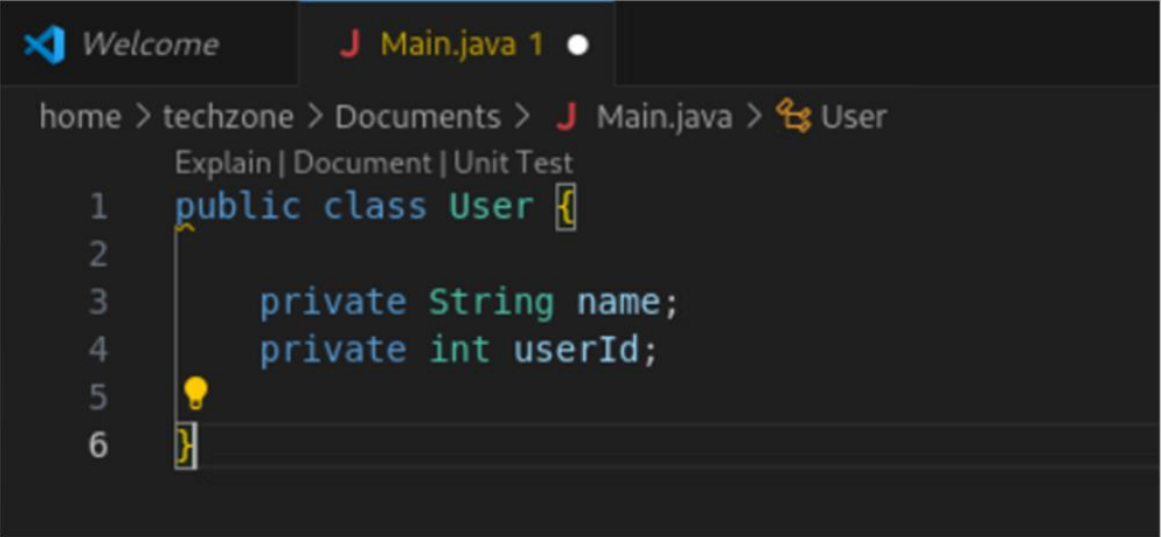 Welcome Main.java 1
home > techzone > Documents > Main.java > User
Explain | Document | Unit Test
1 public class User {
2
3 private String name;
4 private int userId;
5
6 }